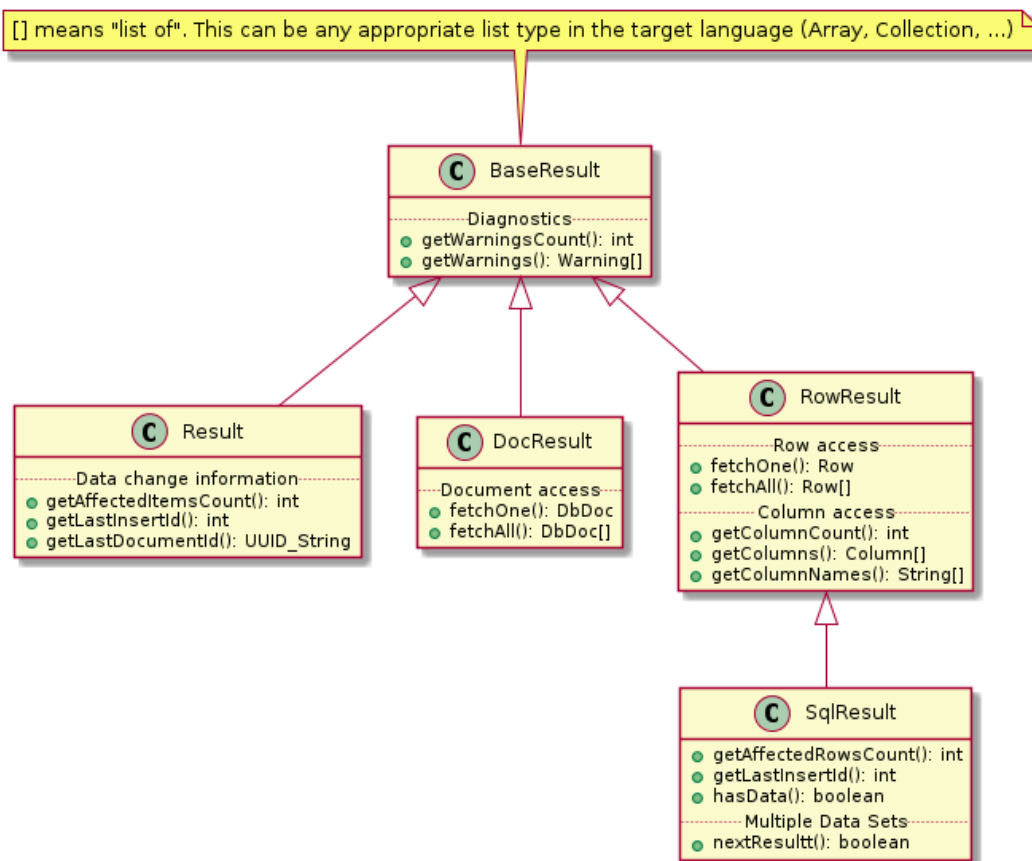 [] means "list of". This can be any appropriate list type in the target language (Array, Collection, ...)
C BaseResult
Diagnostics
getWarningsCount(): int
getWarnings(): Warning[]
C Result
Data change information
getAffectedItemsCount(): int
getLastInsertId(): int
getLastDocumentId(): UUID_String
C DocResult
Document access
fetchOne(): DbDoc
fetchAll(): DbDoc[]
C RowResult
Row access
fetchOne(): Row
fetchAll(): Row[]
Column access
getColumnCount(): int
getColumns(): Column[]
getColumnNames(): String[]
C SqlResult
getAffectedRowsCount(): int
getLastInsertId(): int
hasData(): boolean
Multiple Data Sets
nextResultt(): boolean